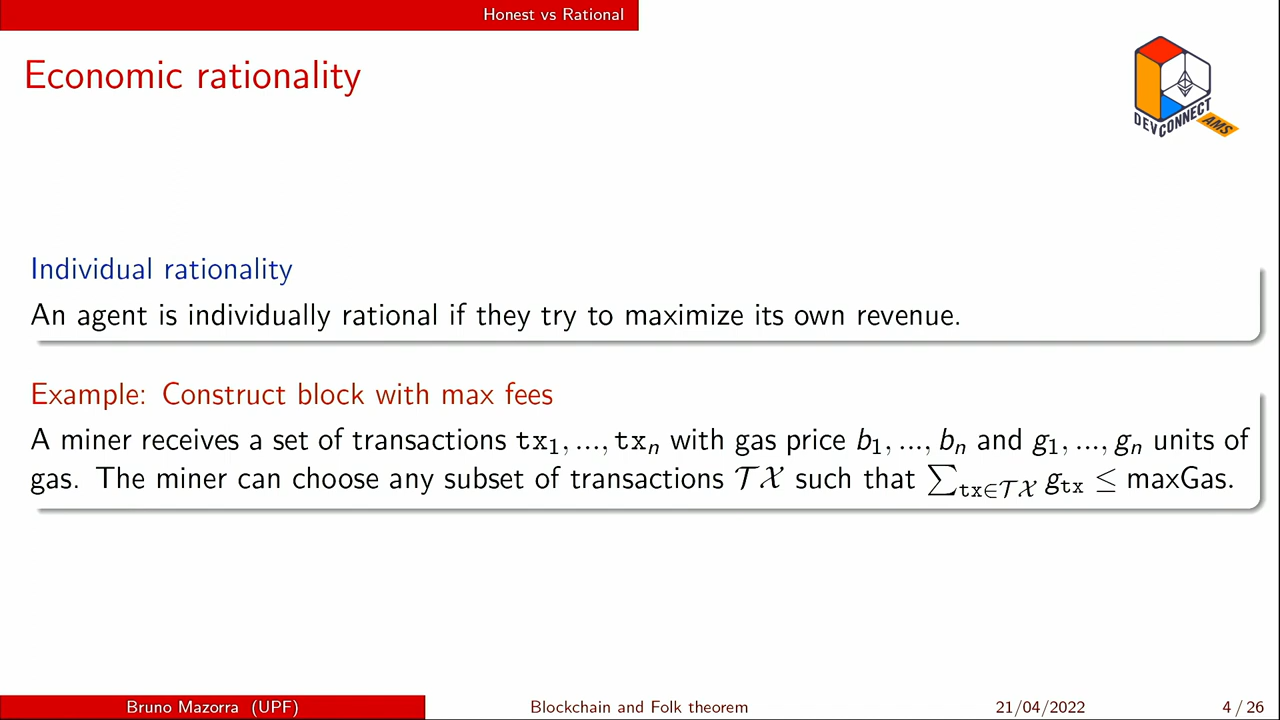 Honest vs Rational
Economic rationality
DEVCONNECT
AMS
Individual rationality
An agent is individually rational if they try to maximize its own revenue.
Example: Construct block with max fees
A miner receives a set of transactions tx₁, ..., txₙ with gas price b₁, ..., bₙ and g₁, ..., gₙ units of
gas. The miner can choose any subset of transactions 𝒯𝒳 such that ∑_{tx∈𝒯𝒳} g_{tx} ≤ maxGas.
Bruno Mazorra (UPF)
Blockchain and Folk theorem
21/04/2022
4 / 26